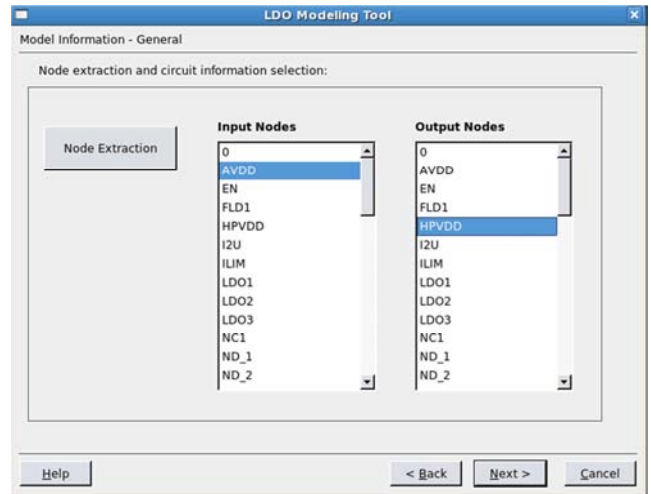 LDO Modeling Tool
Model Information - General
Node extraction and circuit information selection:
Node Extraction
Input Nodes
0
AVDD
EN
FLD1
HPVDD
I2U
ILIM
LDO1
LDO2
LDO3
NC1
ND_1
ND_2
Output Nodes
0
AVDD
EN
FLD1
HPVDD
I2U
ILIM
LDO1
LDO2
LDO3
NC1
ND_1
ND_2
Help
< Back
Next >
Cancel